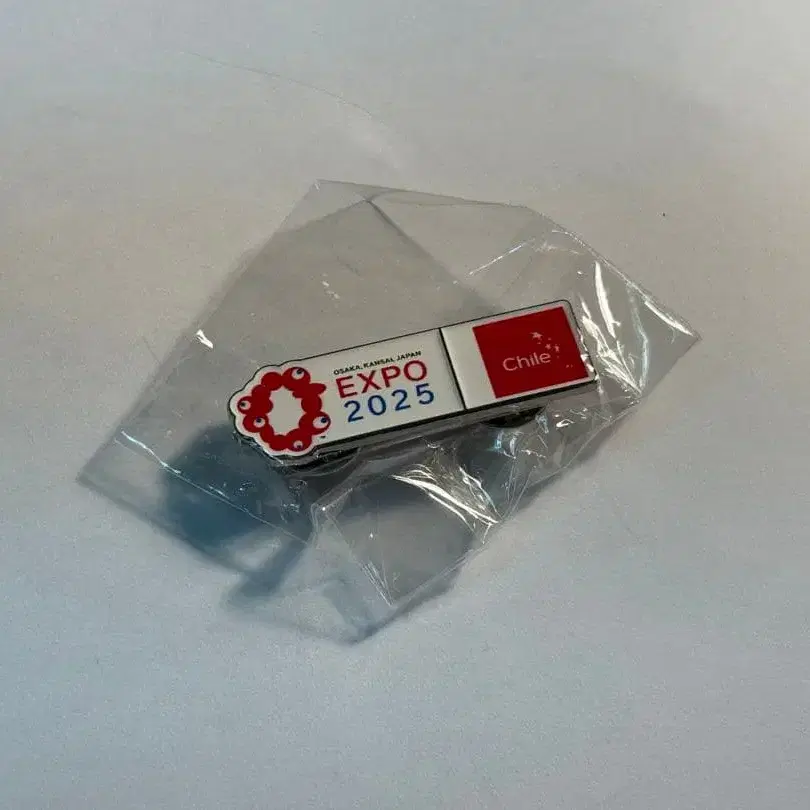 OSAKA, KANSAI, JAPAN
EXPO
2025
Chile